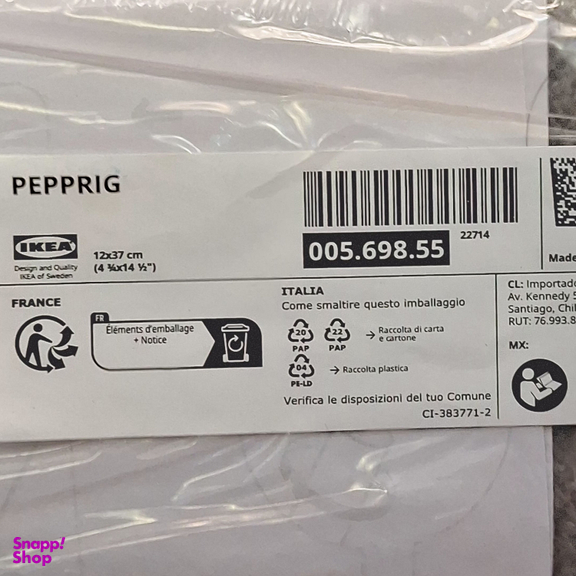 PEPPRIG
22714
005.698.55
IKEA
Design and Quality
IKEA of Sweden
12x37 cm
(4 ¾x14 ½")
Made
FRANCE
FR
Éléments d'emballage
+ Notice
ITALIA
Come smaltire questo imballaggio
20
PAP
22
PAP
→ Raccolta di carta
e cartone
04
PE-LD
→ Raccolta plastica
Verifica le disposizioni del tuo Comune
CI-383771-2
CL: Importado
Av. Kennedy
Santiago, Chi
RUT: 76.993.8
MX:
Snapp!
Shop